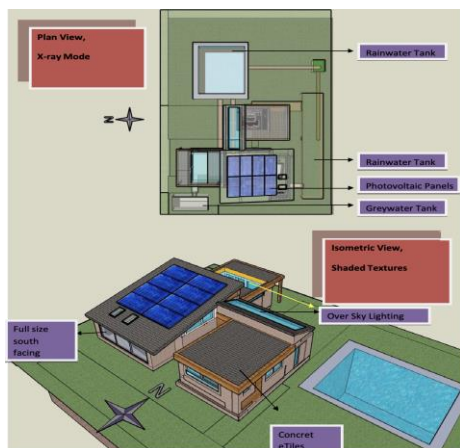 Plan View,
X-ray Mode
Rainwater Tank
N
Rainwater Tank
Photovoltaic Panels
Greywater Tank
Isometric View,
Shaded Textures
Over Sky Lighting
Full size
south
facing
N
Concret
eTiles